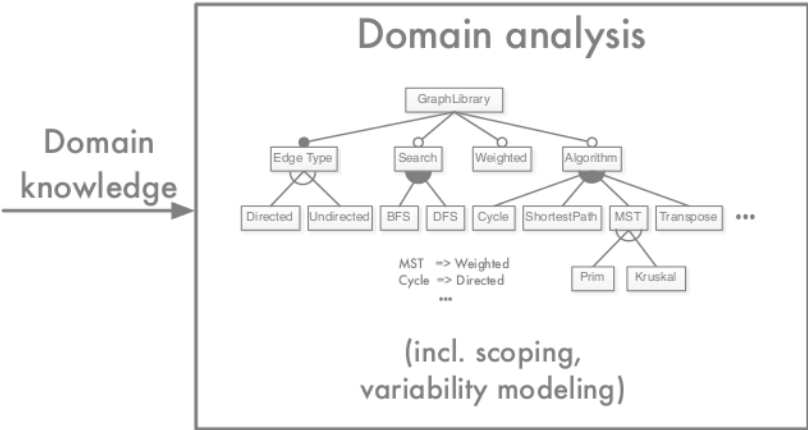 Domain analysis
Domain
knowledge
GraphLibrary
Edge Type Search Weighted Algorithm
Directed Undirected BFS DFS Cycle ShortestPath MST Transpose •••
MST => Weighted
Cycle => Directed
•••
Prim Kruskal
(incl. scoping,
variability modeling)